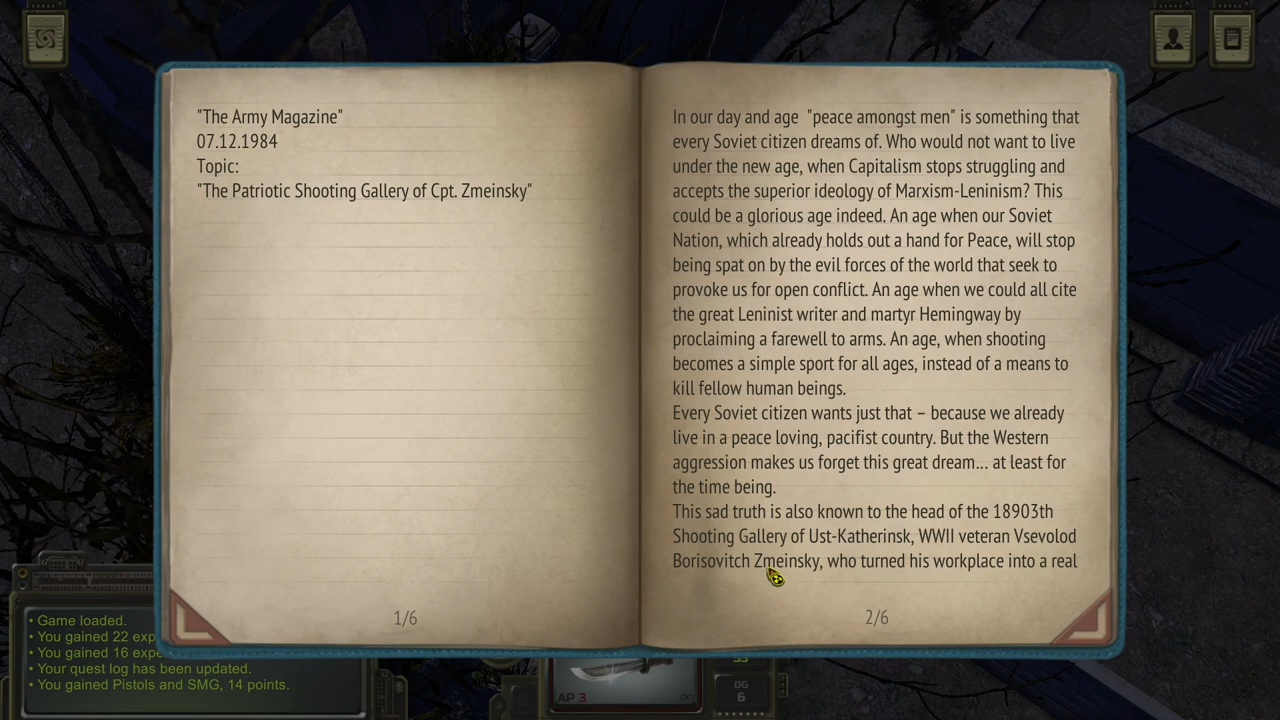 "The Army Magazine"
07.12.1984
Topic:
"The Patriotic Shooting Gallery of Cpt. Zmeinsky"
1/6
In our day and age  "peace amongst men" is something that
every Soviet citizen dreams of. Who would not want to live
under the new age, when Capitalism stops struggling and
accepts the superior ideology of Marxism-Leninism? This
could be a glorious age indeed. An age when our Soviet
Nation, which already holds out a hand for Peace, will stop
being spat on by the evil forces of the world that seek to
provoke us for open conflict. An age when we could all cite
the great Leninist writer and martyr Hemingway by
proclaiming a farewell to arms. An age, when shooting
becomes a simple sport for all ages, instead of a means to
kill fellow human beings.
Every Soviet citizen wants just that – because we already
live in a peace loving, pacifist country. But the Western
aggression makes us forget this great dream... at least for
the time being.
This sad truth is also known to the head of the 18903th
Shooting Gallery of Ust-Katherinsk, WWII veteran Vsevolod
Borisovitch Zmeinsky, who turned his workplace into a real
2/6
• Game loaded.
• You gained 22 exp
• You gained 16 expe
• Your quest log has been updated.
• You gained Pistols and SMG, 14 points.
AP 3
DG
6